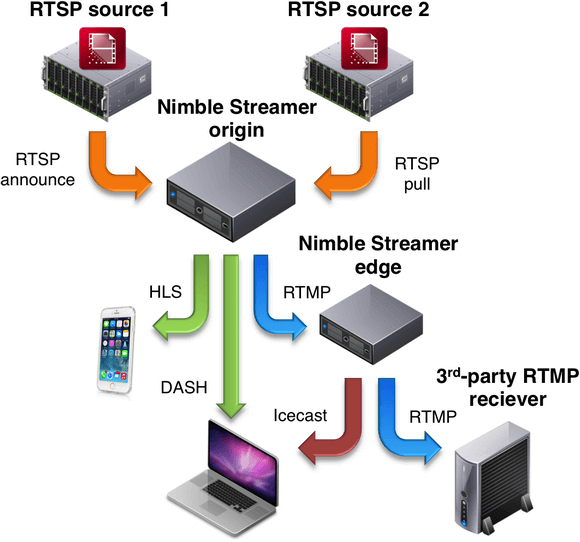 RTSP source 1
RTSP source 2
Nimble Streamer
origin
RTSP
announce
RTSP
pull
Nimble Streamer
edge
HLS
RTMP
DASH
Icecast
RTMP
3rd-party RTMP
reciever